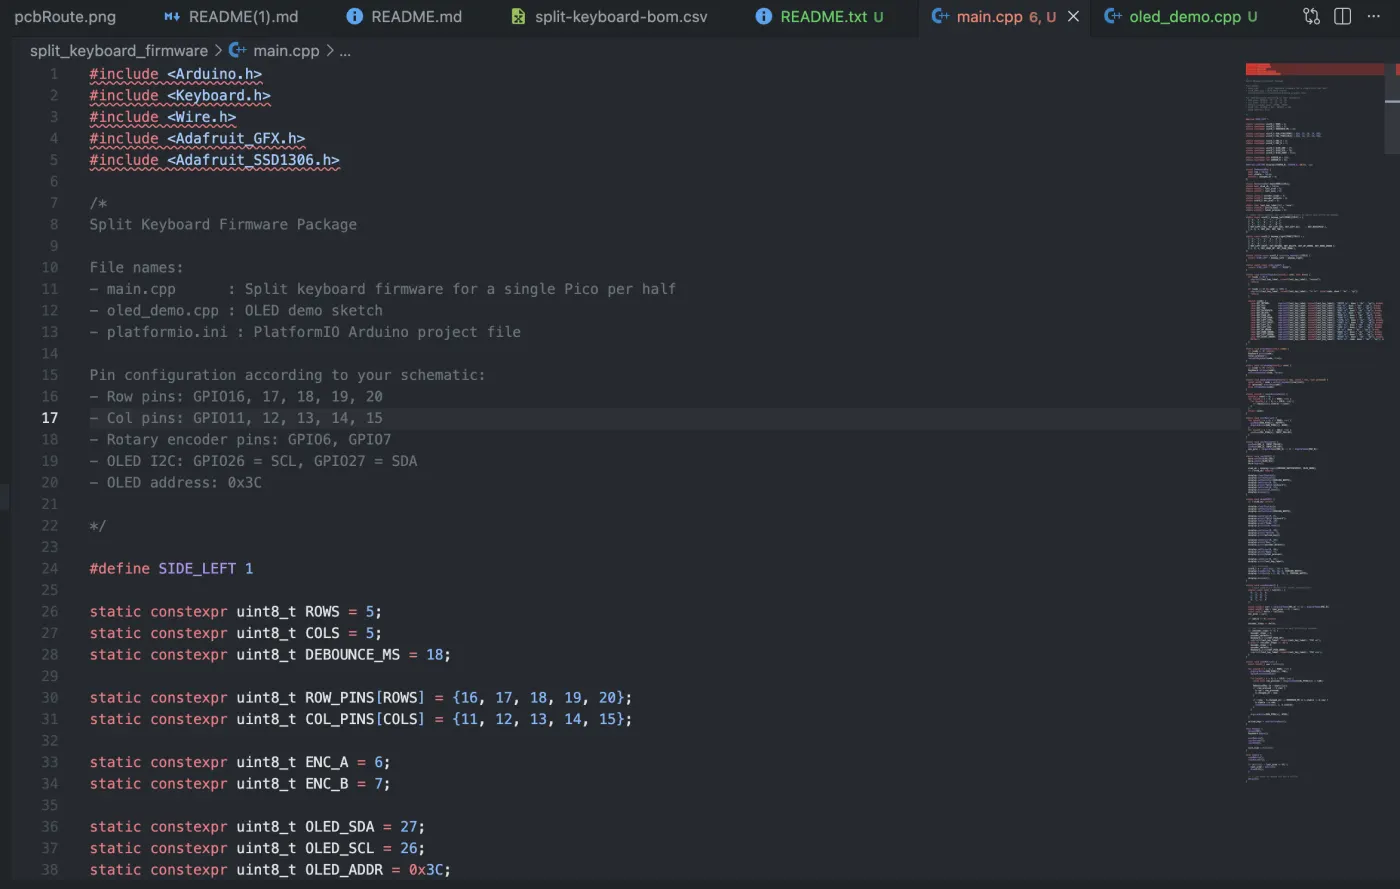 pcbRoute.png README(1).md README.md split-keyboard-bom.csv README.txt U main.cpp 6, U oled_demo.cpp U
split_keyboard_firmware > main.cpp > ...
1 #include <Arduino.h>
2 #include <Keyboard.h>
3 #include <Wire.h>
4 #include <Adafruit_GFX.h>
5 #include <Adafruit_SSD1306.h>
6
7 /*
8 Split Keyboard Firmware Package
9
10 File names:
11 - main.cpp      : Split keyboard firmware for a single Pico per half
12 - oled_demo.cpp : OLED demo sketch
13 - platformio.ini : PlatformIO Arduino project file
14
15 Pin configuration according to your schematic:
16 - Row pins: GPIO16, 17, 18, 19, 20
17 - Col pins: GPIO11, 12, 13, 14, 15
18 - Rotary encoder pins: GPIO6, GPIO7
19 - OLED I2C: GPIO26 = SCL, GPIO27 = SDA
20 - OLED address: 0x3C
21
22 */
23
24 #define SIDE_LEFT 1
25
26 static constexpr uint8_t ROWS = 5;
27 static constexpr uint8_t COLS = 5;
28 static constexpr uint8_t DEBOUNCE_MS = 18;
29
30 static constexpr uint8_t ROW_PINS[ROWS] = {16, 17, 18, 19, 20};
31 static constexpr uint8_t COL_PINS[COLS] = {11, 12, 13, 14, 15};
32
33 static constexpr uint8_t ENC_A = 6;
34 static constexpr uint8_t ENC_B = 7;
35
36 static constexpr uint8_t OLED_SDA = 27;
37 static constexpr uint8_t OLED_SCL = 26;
38 static constexpr uint8_t OLED_ADDR = 0x3C;